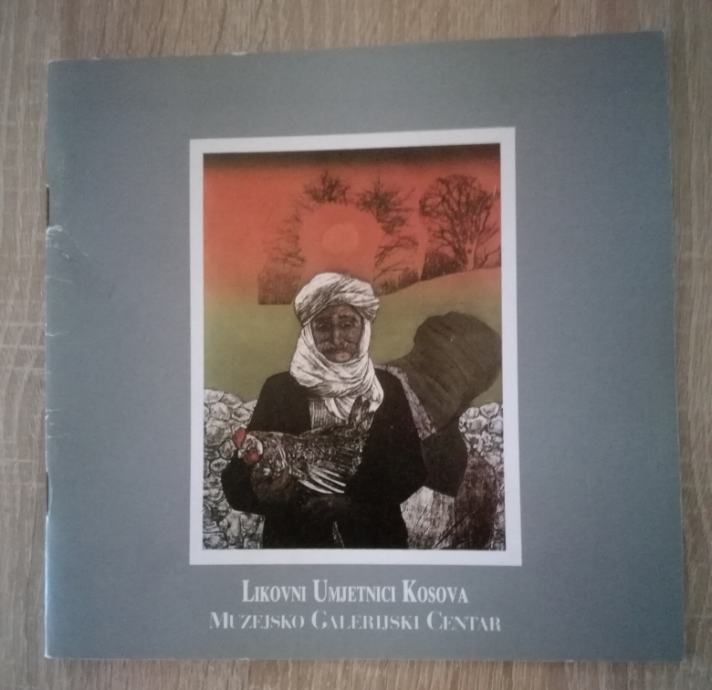 LIKOVNI UMJETNICI KOSOVA
MUZEJSKO GALERIJSKI CENTAR